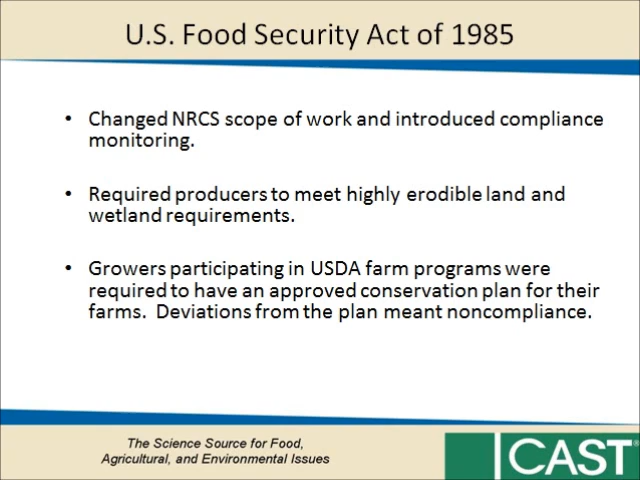 U.S. Food Security Act of 1985
• Changed NRCS scope of work and introduced compliance
monitoring.
• Required producers to meet highly erodible land and
wetland requirements.
• Growers participating in USDA farm programs were
required to have an approved conservation plan for their
farms.  Deviations from the plan meant noncompliance.
The Science Source for Food,
Agricultural, and Environmental Issues
CAST®